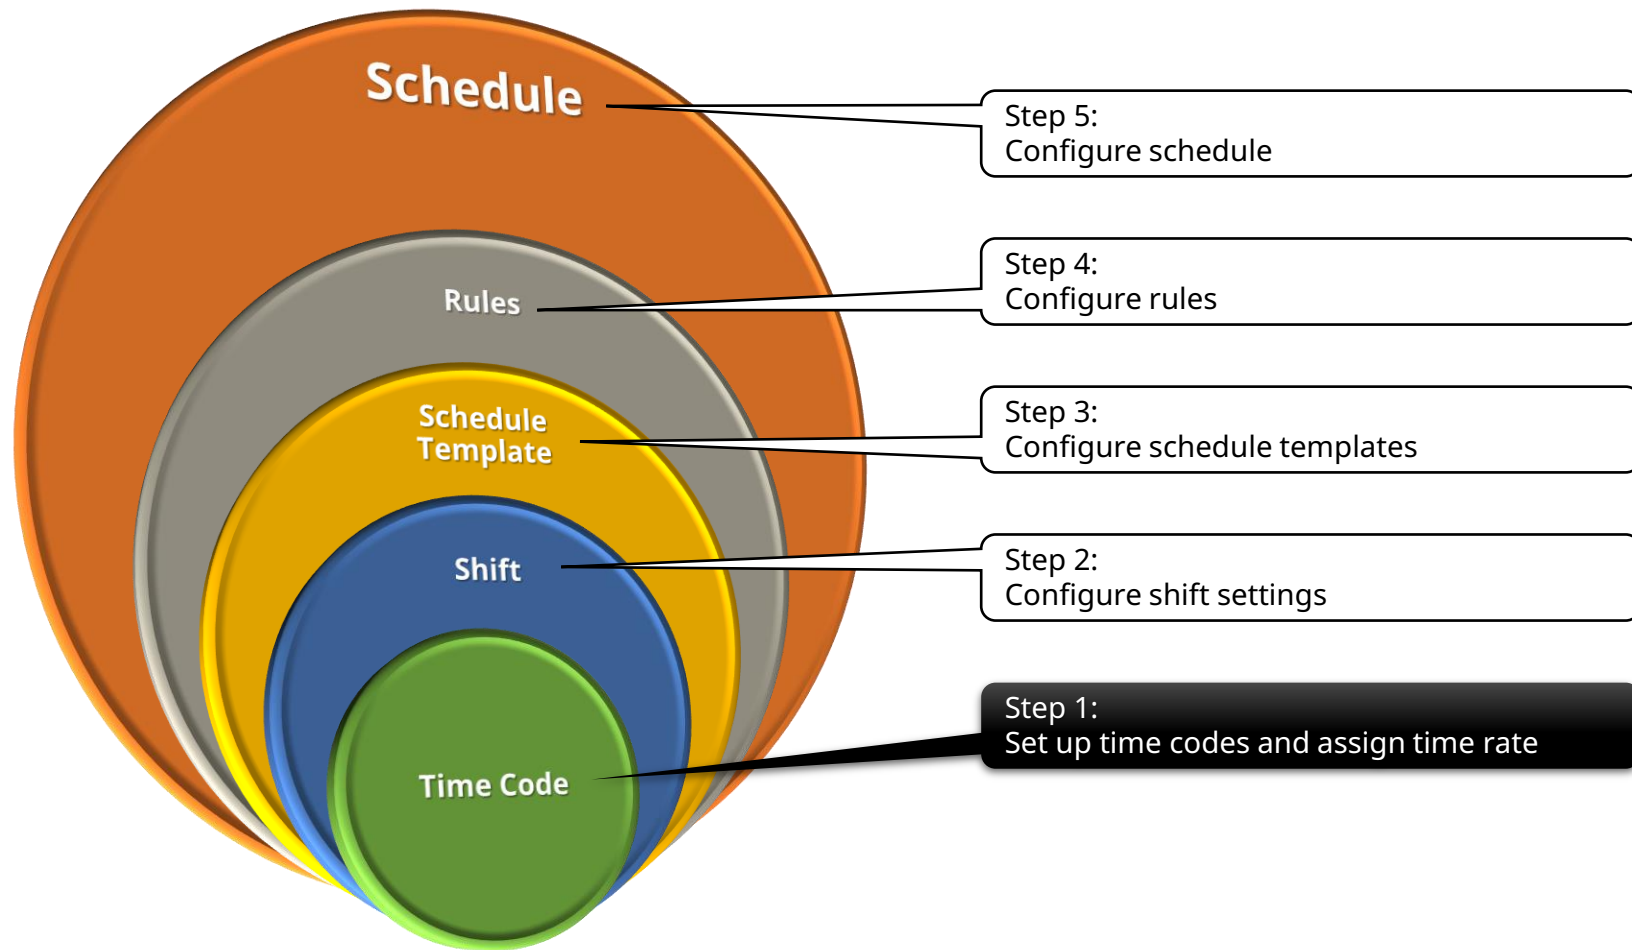 Schedule
Step 5:
Configure schedule
Rules
Step 4:
Configure rules
Schedule
Template
Step 3:
Configure schedule templates
Shift
Step 2:
Configure shift settings
Time Code
Step 1:
Set up time codes and assign time rate